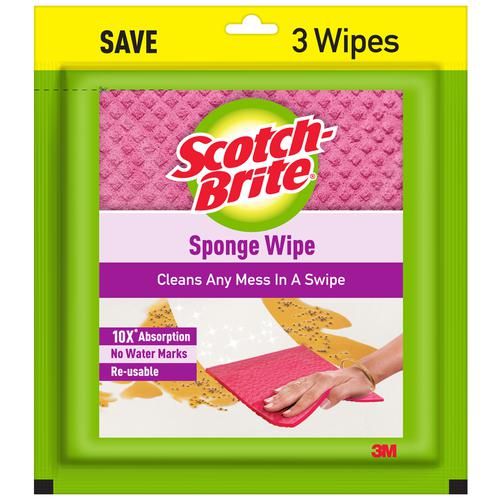 SAVE 3 Wipes
Scotch-
Brite
Sponge Wipe
Cleans Any Mess In A Swipe
10X* Absorption
No Water Marks
Re-usable
3M